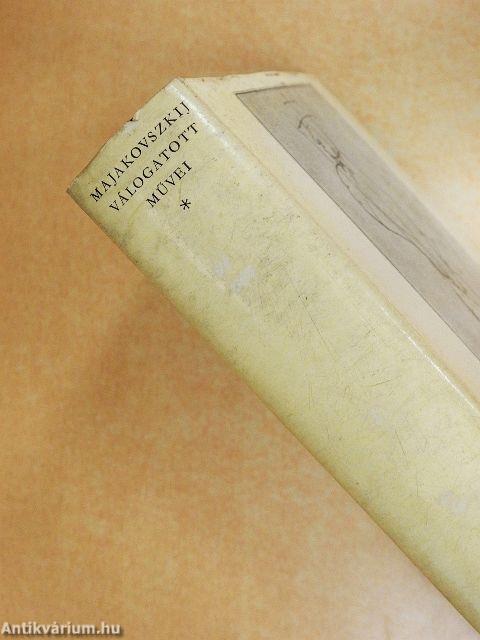 MAJAKOVSZKIJ
VÁLOGATOTT
MŰVEI
*
Antikvárium.hu